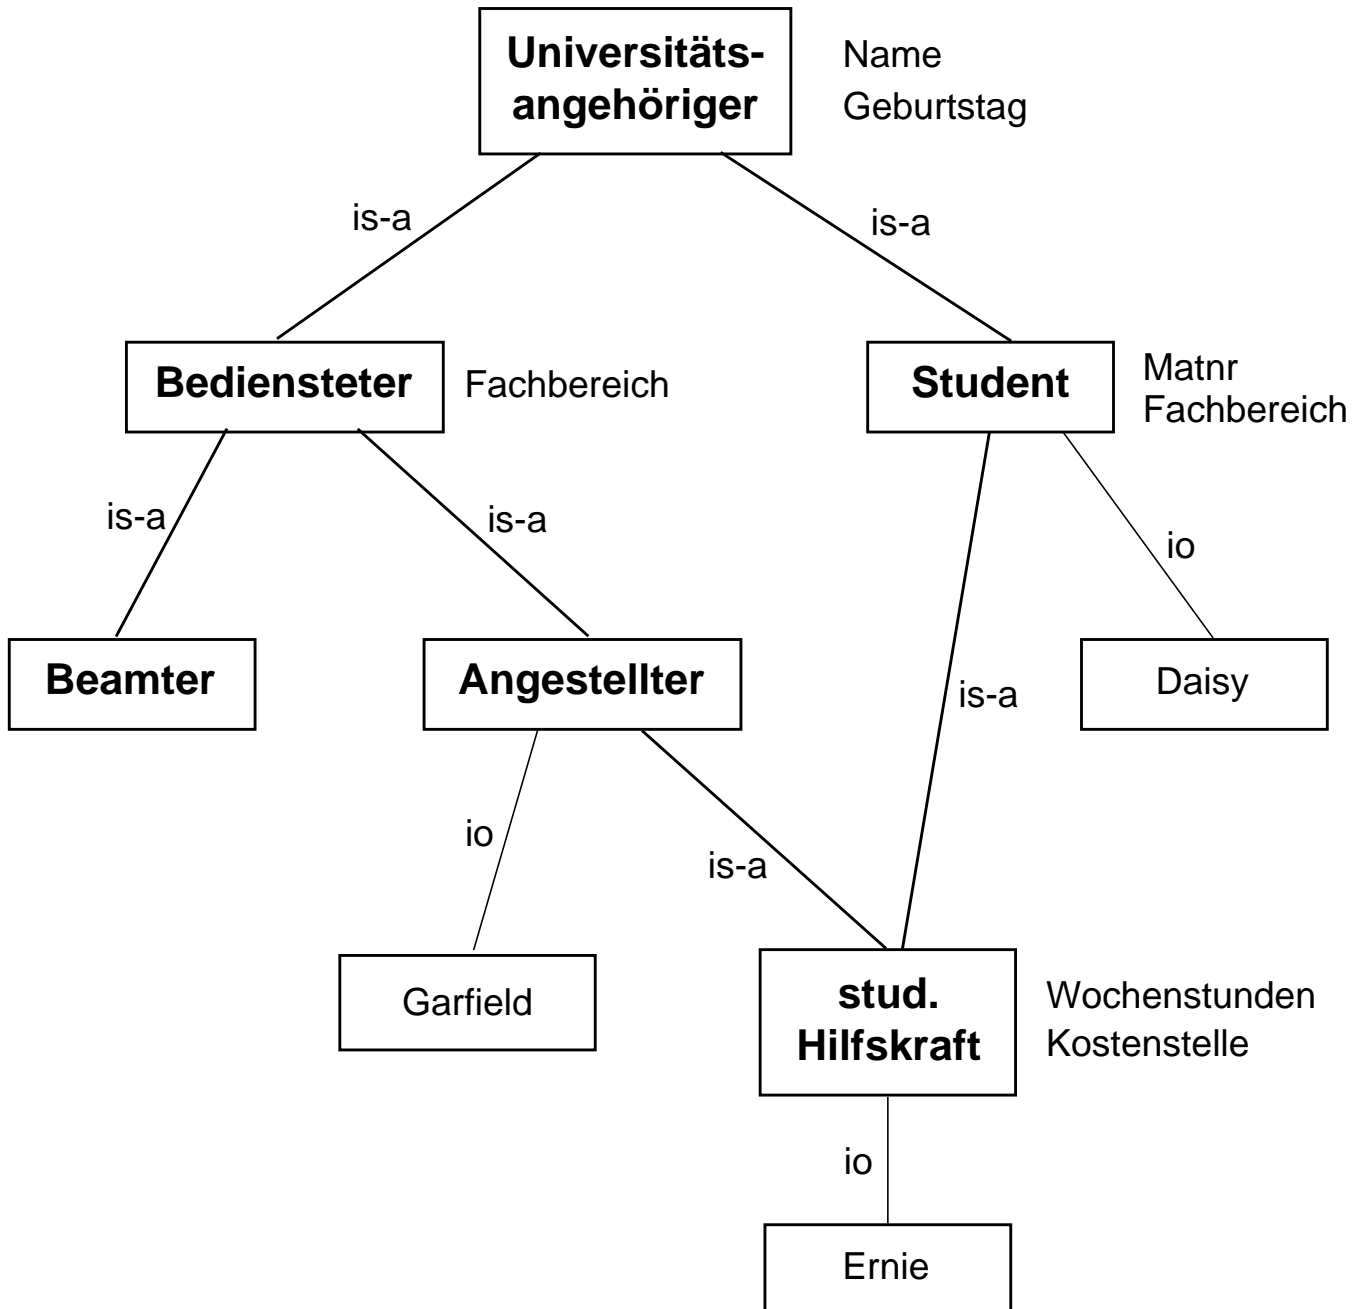 Universitäts-
angehöriger
Name
Geburtstag
is-a
is-a
Bediensteter
Fachbereich
Student
Matnr
Fachbereich
is-a
is-a
io
Beamter
Angestellter
is-a
Daisy
io
is-a
Garfield
stud.
Hilfskraft
Wochenstunden
Kostenstelle
io
Ernie